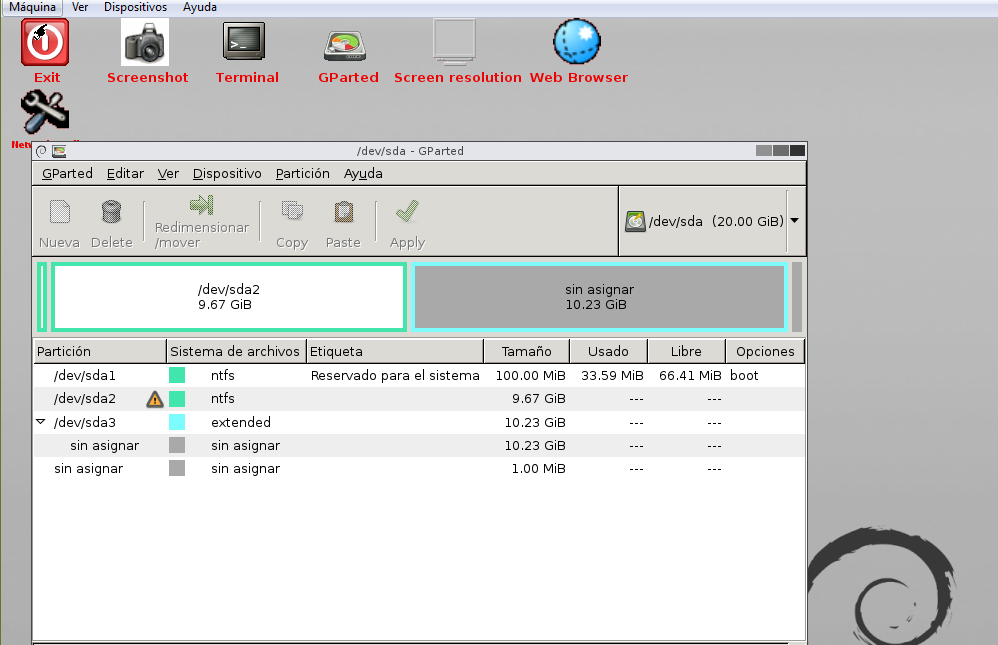 Máquina Ver Dispositivos Ayuda
Exit Screenshot Terminal GParted Screen resolution Web Browser
/dev/sda - GParted
GParted Editar Ver Dispositivo Partición Ayuda
Nueva Delete Redimensionar
/mover Copy Paste Apply /dev/sda (20.00 GiB)
/dev/sda2
9.67 GiB
sin asignar
10.23 GiB
Partición Sistema de archivos Etiqueta Tamaño Usado Libre Opciones
/dev/sda1 ntfs Reservado para el sistema 100.00 MiB 33.59 MiB 66.41 MiB boot
/dev/sda2 ntfs 9.67 GiB --- ---
/dev/sda3 extended 10.23 GiB --- ---
sin asignar sin asignar 10.23 GiB --- ---
sin asignar sin asignar 1.00 MiB --- ---